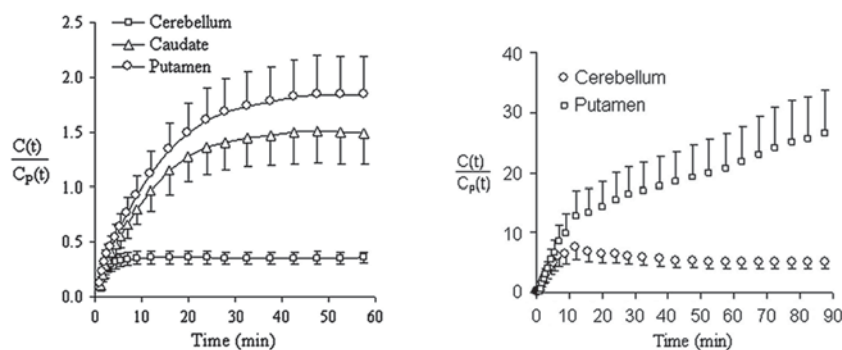 2.5
2.0
1.5
1.0
0.5
0.0
C(t)
Cₚ(t)
Cerebellum
Caudate
Putamen
0 10 20 30 40 50 60
Time (min)
40
30
20
10
0
C(t)
Cₚ(t)
Cerebellum
Putamen
0 10 20 30 40 50 60 70 80 90
Time (min)